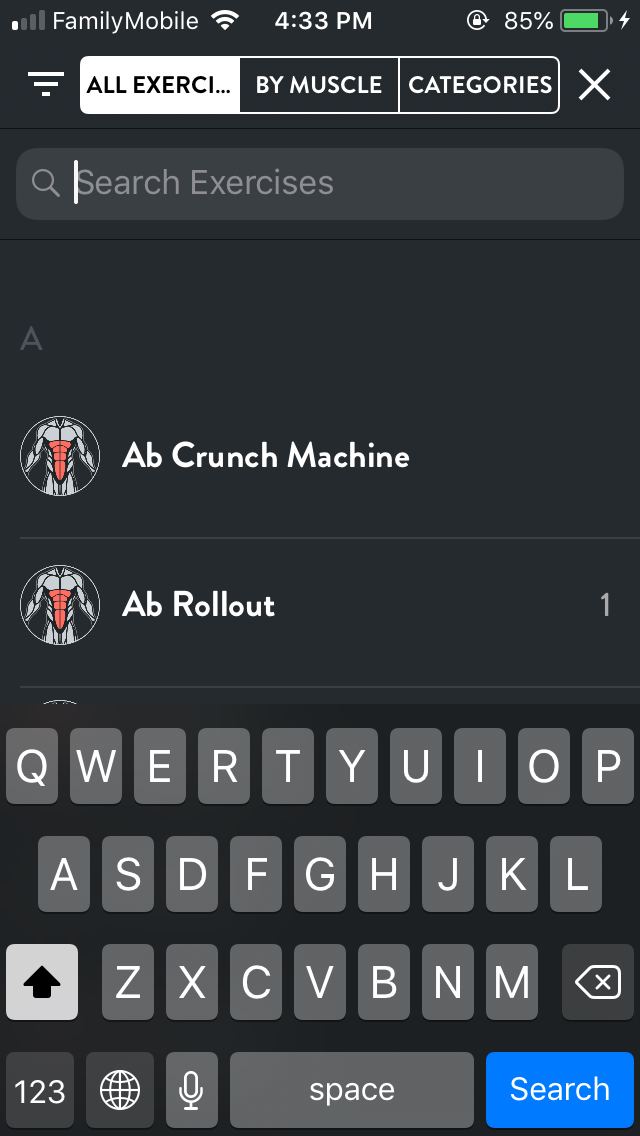 FamilyMobile 4:33 PM 85%
ALL EXERCI... BY MUSCLE CATEGORIES
Search Exercises
A
Ab Crunch Machine
Ab Rollout 1
Q W E R T Y U I O P
A S D F G H J K L
Z X C V B N M
123 space Search